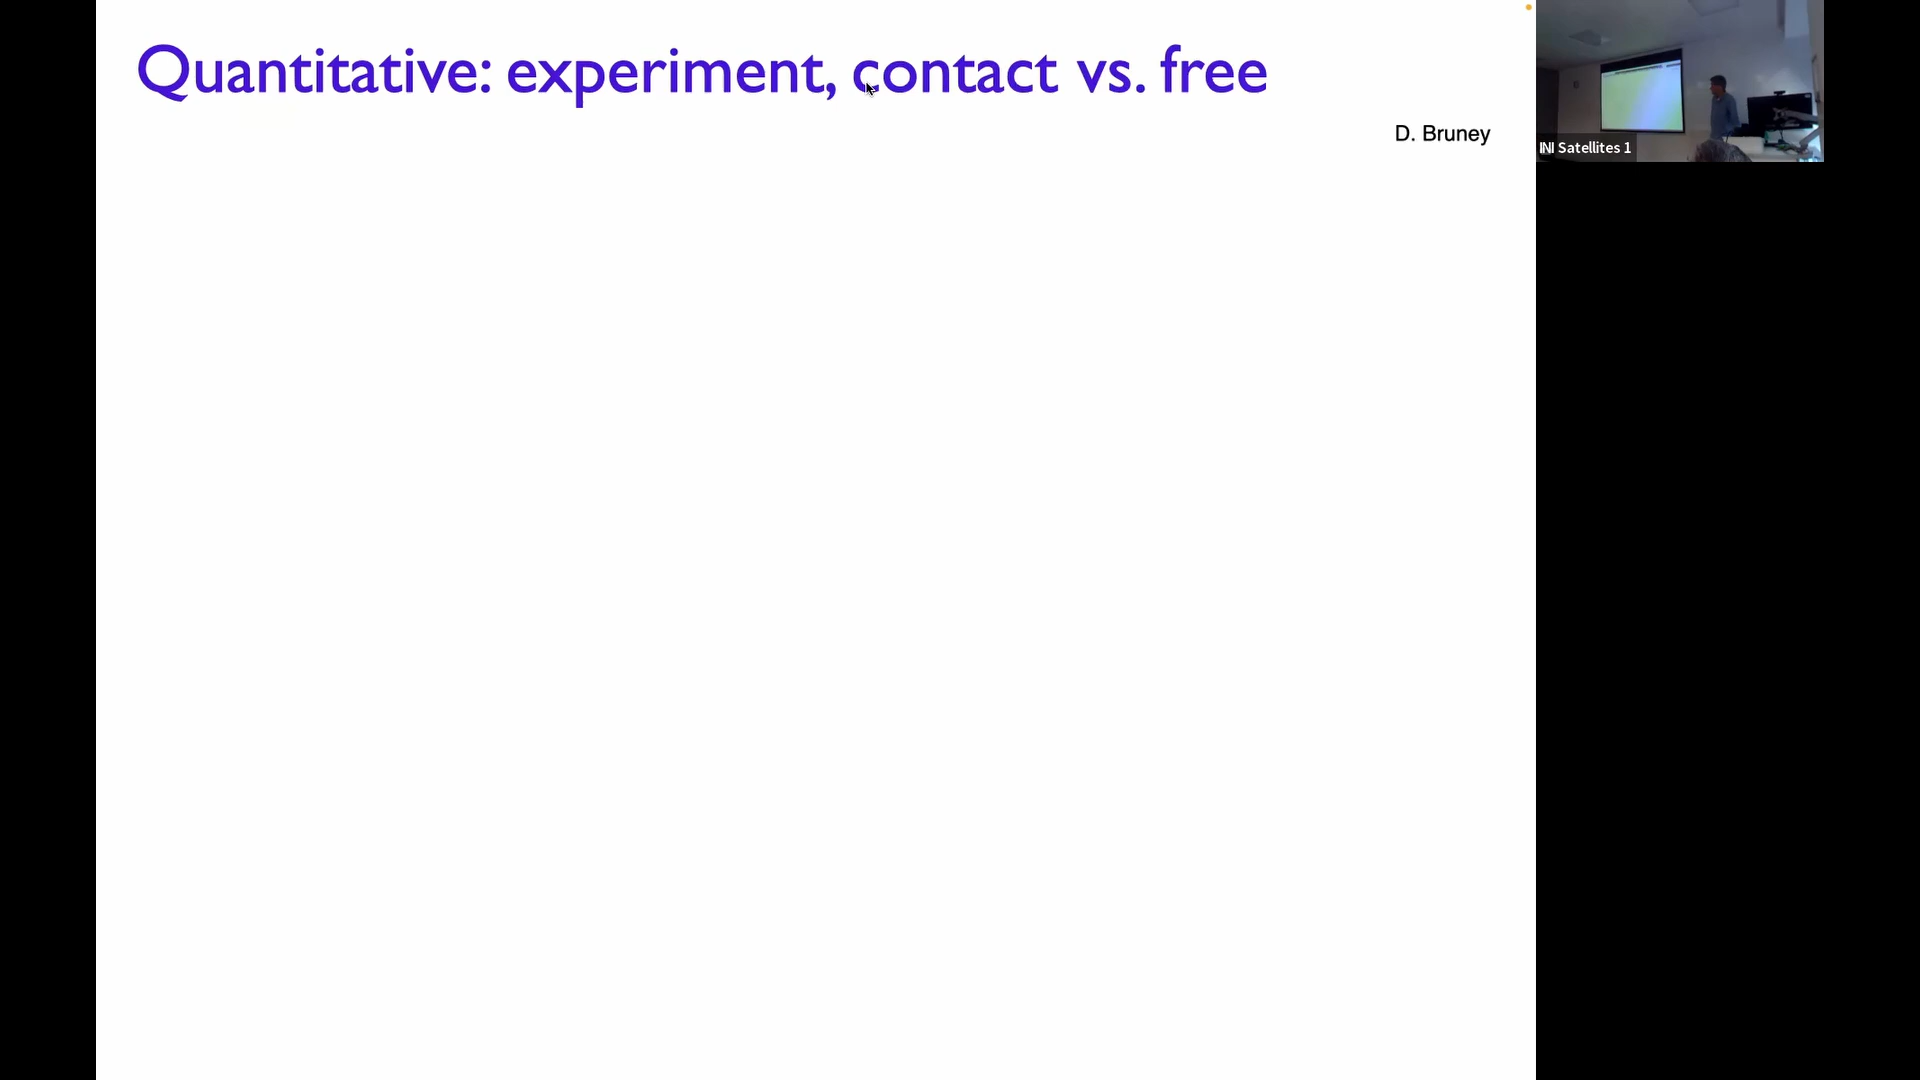 Quantitative: experiment, contact vs. free
D. Bruney
INI Satellites 1